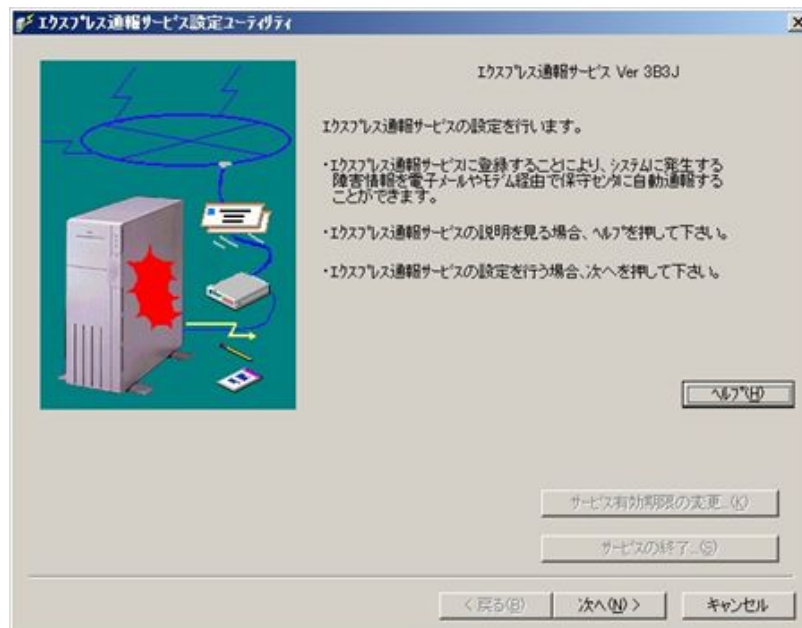 ｴｸｽﾌﾟﾚｽ通報ｻｰﾋﾞｽ設定ﾕｰﾃｨﾘﾃｨ
ｴｸｽﾌﾟﾚｽ通報ｻｰﾋﾞｽ Ver 3B3J
ｴｸｽﾌﾟﾚｽ通報ｻｰﾋﾞｽの設定を行います。
・ｴｸｽﾌﾟﾚｽ通報ｻｰﾋﾞｽに登録することにより、ｼｽﾃﾑに発生する
障害情報を電子ﾒｰﾙやﾓﾃﾞﾑ経由で保守ｾﾝﾀに自動通報する
ことができます。
・ｴｸｽﾌﾟﾚｽ通報ｻｰﾋﾞｽの説明を見る場合、ﾍﾙﾌﾟを押して下さい。
・ｴｸｽﾌﾟﾚｽ通報ｻｰﾋﾞｽの設定を行う場合、次へを押して下さい。
ﾍﾙﾌﾟ(H)
ｻｰﾋﾞｽ有効期限の変更...(K)
ｻｰﾋﾞｽの終了...(S)
< 戻る(B)
次へ(N) >
キャンセル